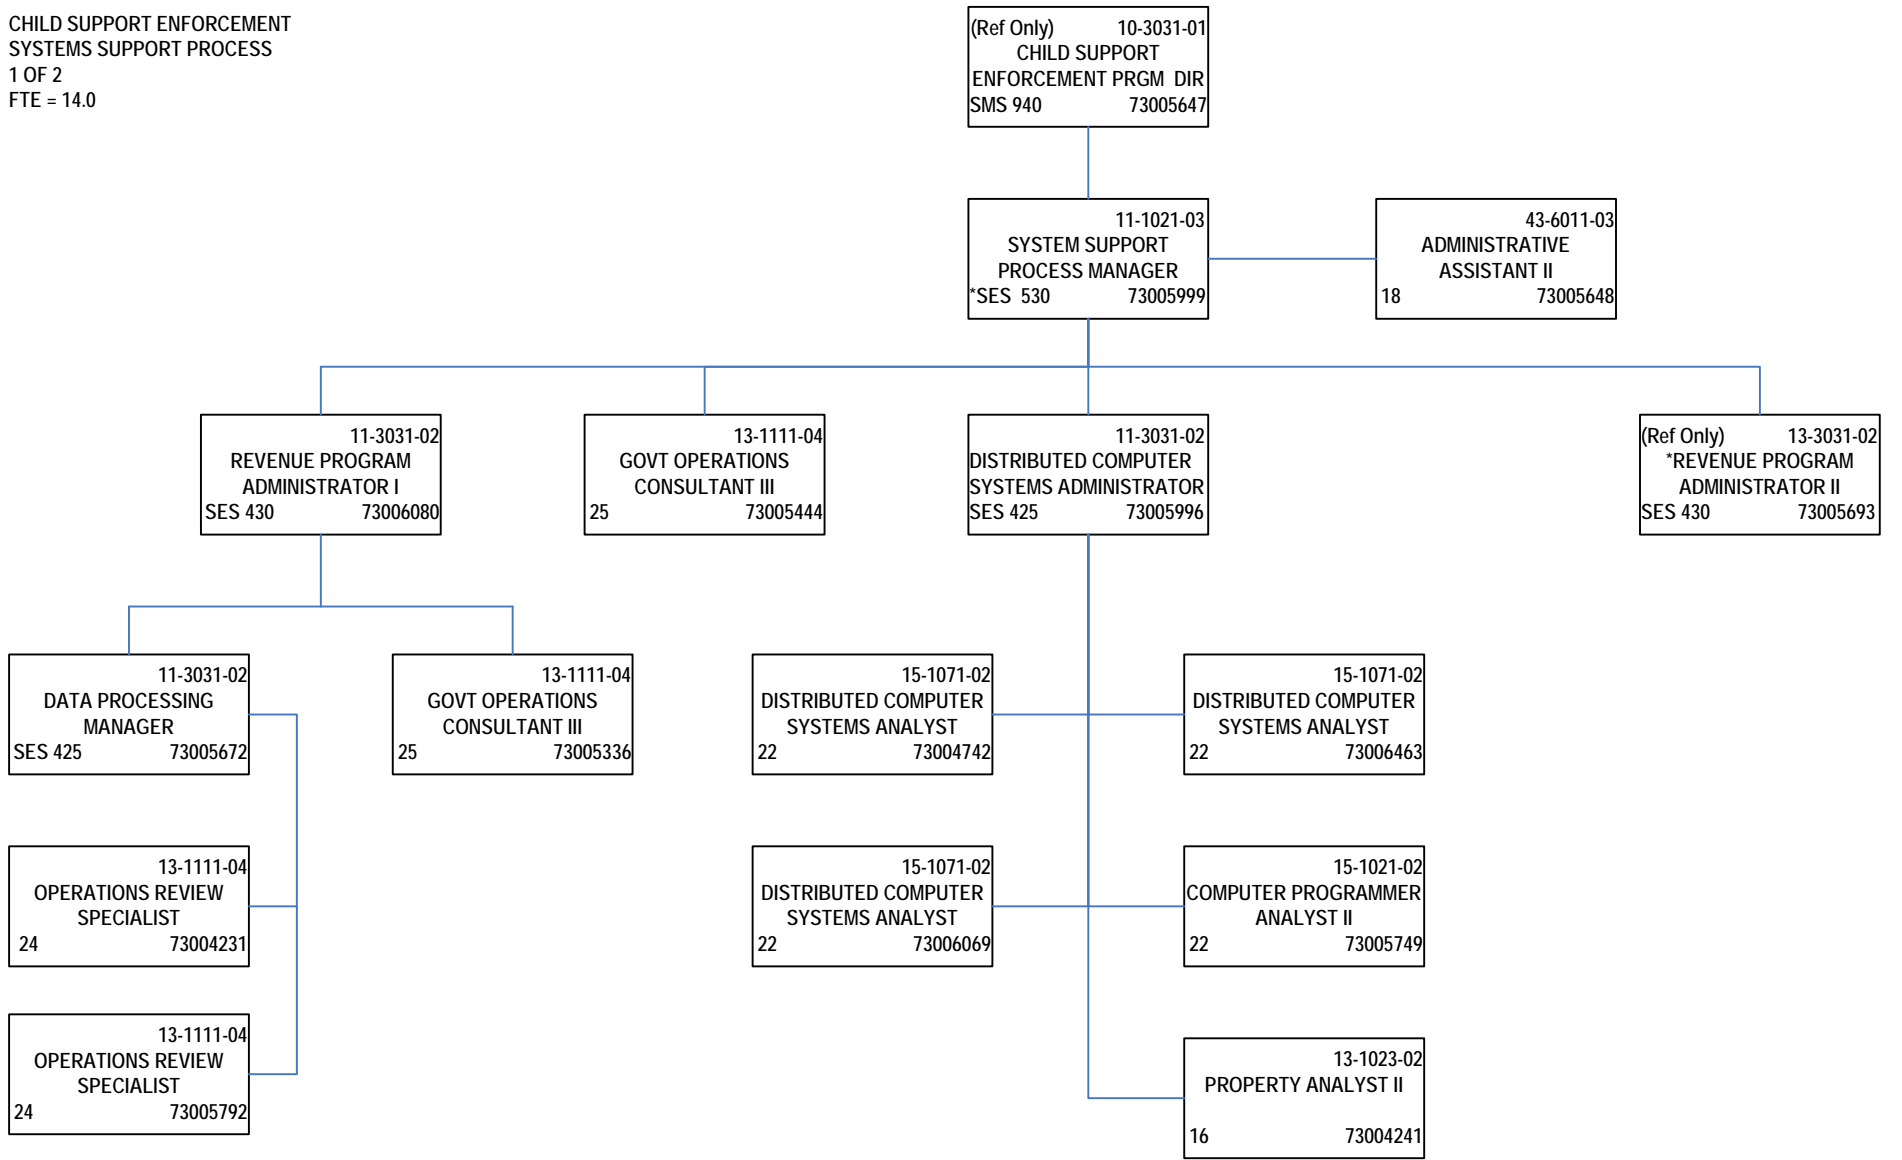 CHILD SUPPORT ENFORCEMENT
SYSTEMS SUPPORT PROCESS
1 OF 2
FTE = 14.0
(Ref Only) 10-3031-01
CHILD SUPPORT
ENFORCEMENT PRGM DIR
SMS 940 73005647
11-1021-03
SYSTEM SUPPORT
PROCESS MANAGER
*SES 530 73005999
43-6011-03
ADMINISTRATIVE
ASSISTANT II
18 73005648
11-3031-02
REVENUE PROGRAM
ADMINISTRATOR I
SES 430 73006080
13-1111-04
GOVT OPERATIONS
CONSULTANT III
25 73005444
11-3031-02
DISTRIBUTED COMPUTER
SYSTEMS ADMINISTRATOR
SES 425 73005996
(Ref Only) 13-3031-02
*REVENUE PROGRAM
ADMINISTRATOR II
SES 430 73005693
11-3031-02
DATA PROCESSING
MANAGER
SES 425 73005672
13-1111-04
GOVT OPERATIONS
CONSULTANT III
25 73005336
15-1071-02
DISTRIBUTED COMPUTER
SYSTEMS ANALYST
22 73004742
15-1071-02
DISTRIBUTED COMPUTER
SYSTEMS ANALYST
22 73006463
13-1111-04
OPERATIONS REVIEW
SPECIALIST
24 73004231
15-1071-02
DISTRIBUTED COMPUTER
SYSTEMS ANALYST
22 73006069
15-1021-02
COMPUTER PROGRAMMER
ANALYST II
22 73005749
13-1111-04
OPERATIONS REVIEW
SPECIALIST
24 73005792
13-1023-02
PROPERTY ANALYST II
16 73004241